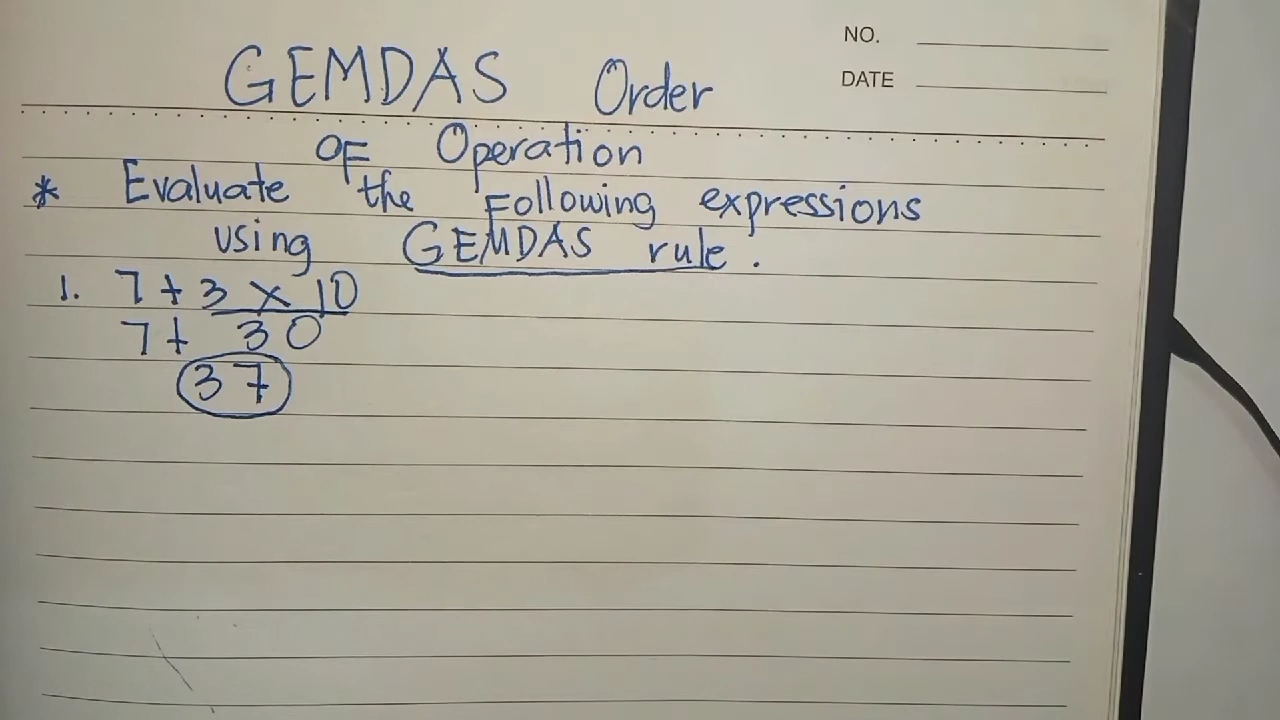 NO.
DATE
GEMDAS Order
OF Operation
* Evaluate the Following expressions
using GEMDAS rule.
1. 7 + 3 × 10
7 + 30
37